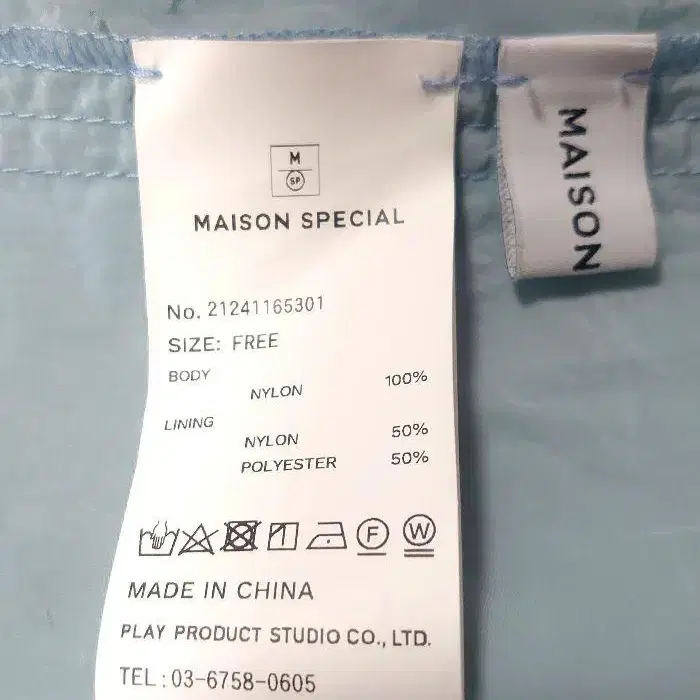 M
SP
MAISON SPECIAL
No. 21241165301
SIZE: FREE
BODY
NYLON 100%
LINING
NYLON 50%
POLYESTER 50%
F W
MADE IN CHINA
PLAY PRODUCT STUDIO CO., LTD.
TEL : 03-6758-0605
MAISON